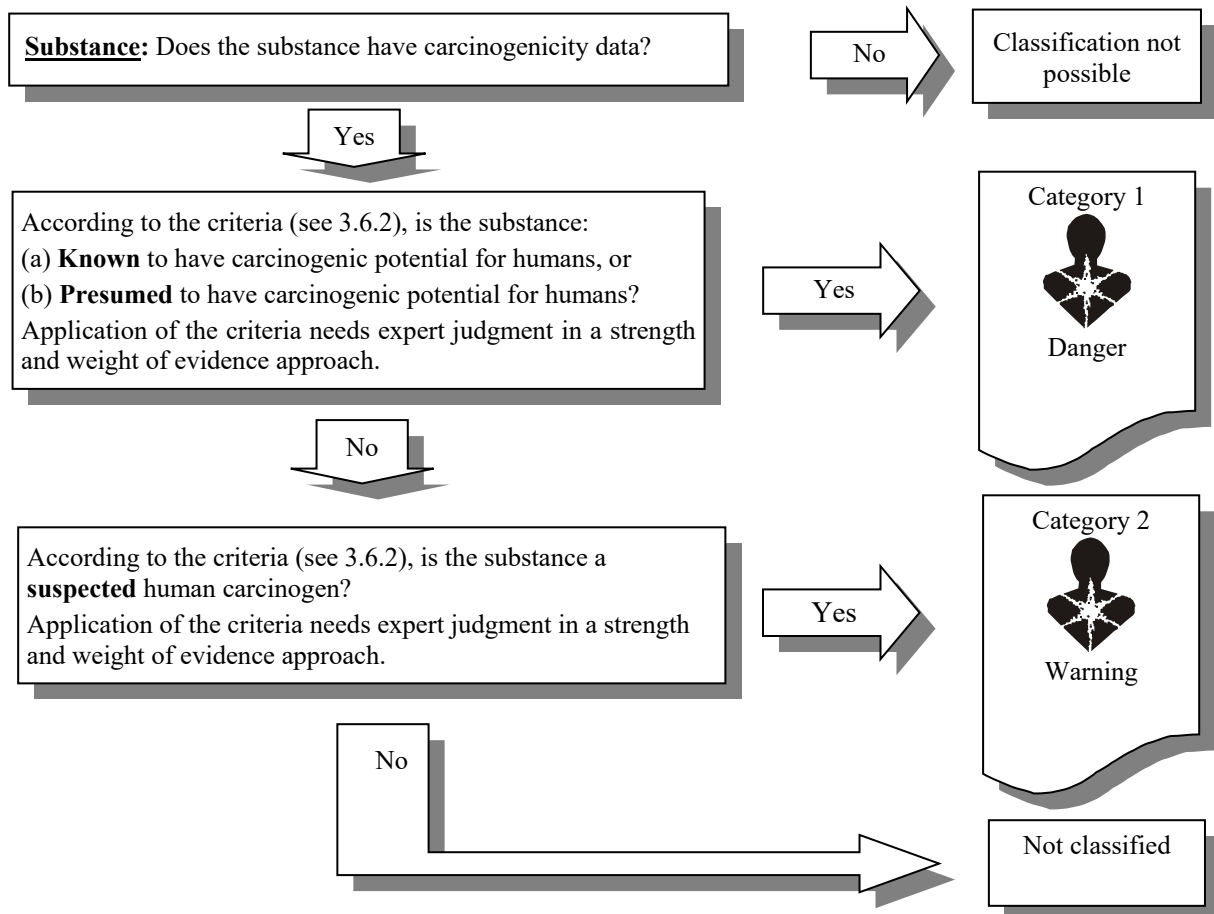 Substance: Does the substance have carcinogenicity data?
No
Classification not
possible
Yes
According to the criteria (see 3.6.2), is the substance:
(a) Known to have carcinogenic potential for humans, or
(b) Presumed to have carcinogenic potential for humans?
Application of the criteria needs expert judgment in a strength
and weight of evidence approach.
Yes
Category 1
Danger
No
According to the criteria (see 3.6.2), is the substance a
suspected human carcinogen?
Application of the criteria needs expert judgment in a strength
and weight of evidence approach.
Yes
Category 2
Warning
No
Not classified